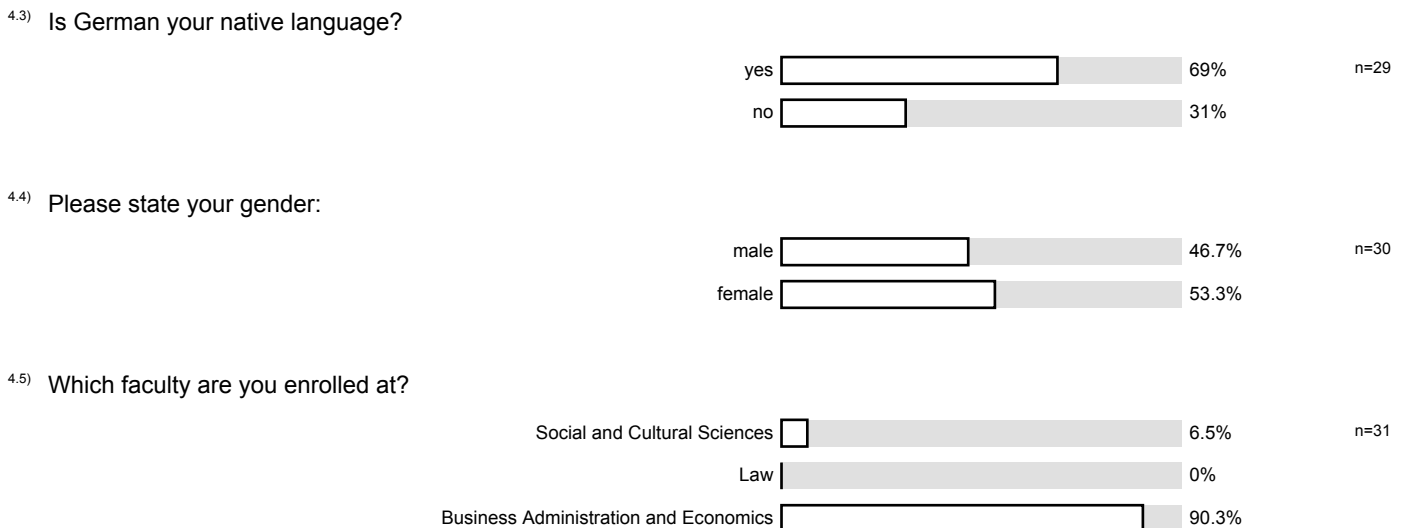 4.3) Is German your native language?
yes 69% n=29
no 31%
4.4) Please state your gender:
male 46.7% n=30
female 53.3%
4.5) Which faculty are you enrolled at?
Social and Cultural Sciences 6.5% n=31
Law 0%
Business Administration and Economics 90.3%